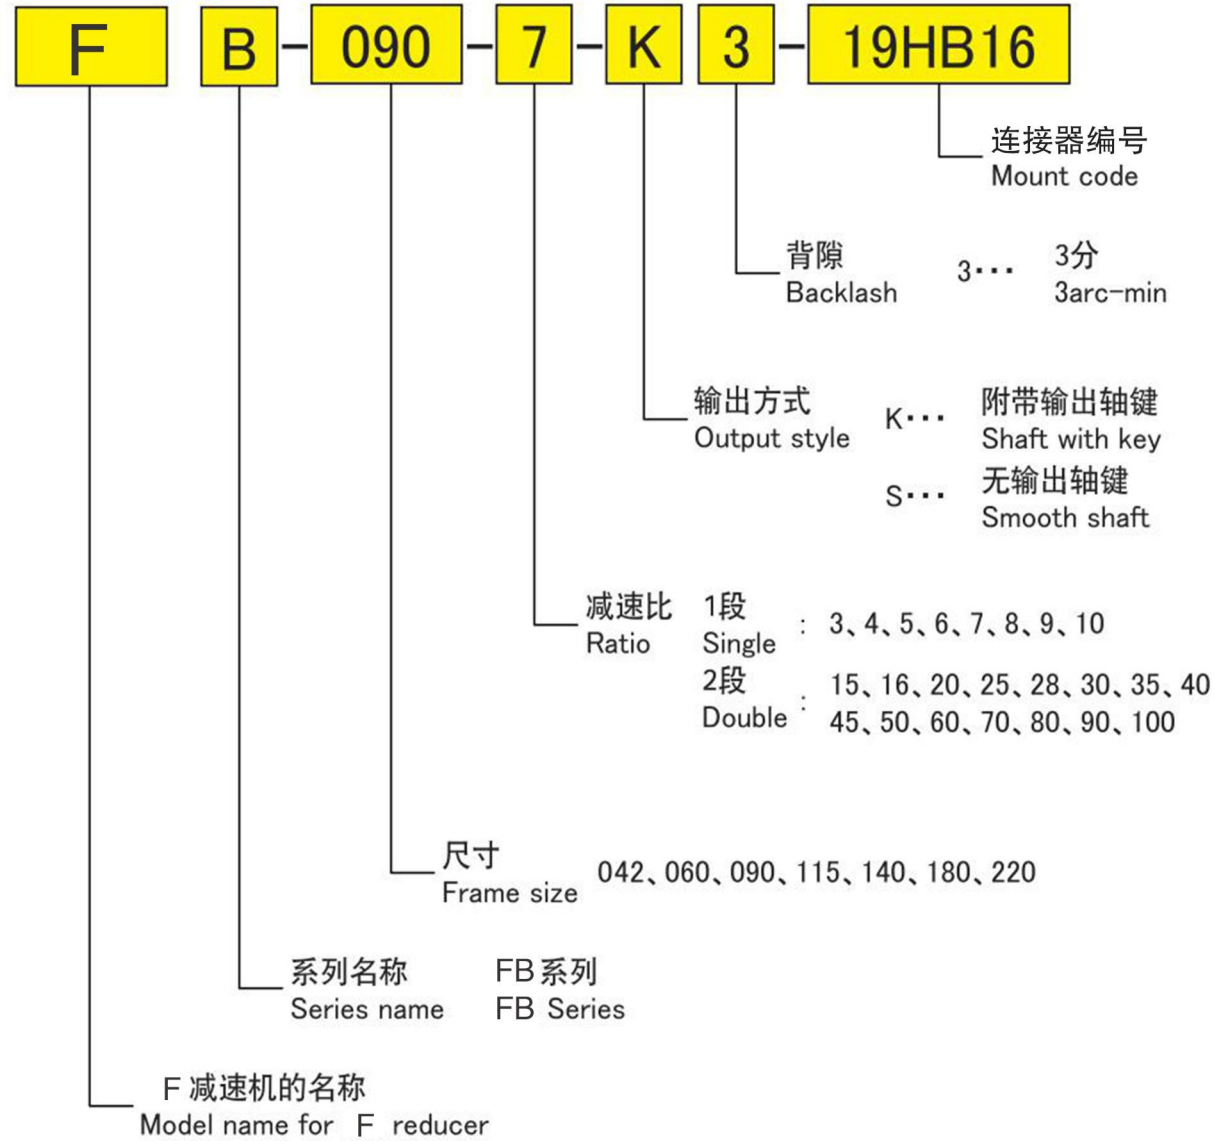 F B-090-7-K 3-19HB16
连接器编号
Mount code
背隙 3··· 3分
Backlash 3arc-min
输出方式 K··· 附带输出轴键
Output style Shaft with key
S··· 无输出轴键
Smooth shaft
减速比 1段 : 3、4、5、6、7、8、9、10
Ratio Single
2段 : 15、16、20、25、28、30、35、40
Double 45、50、60、70、80、90、100
尺寸 042、060、090、115、140、180、220
Frame size
系列名称 FB系列
Series name FB Series
F 减速机的名称
Model name for F reducer